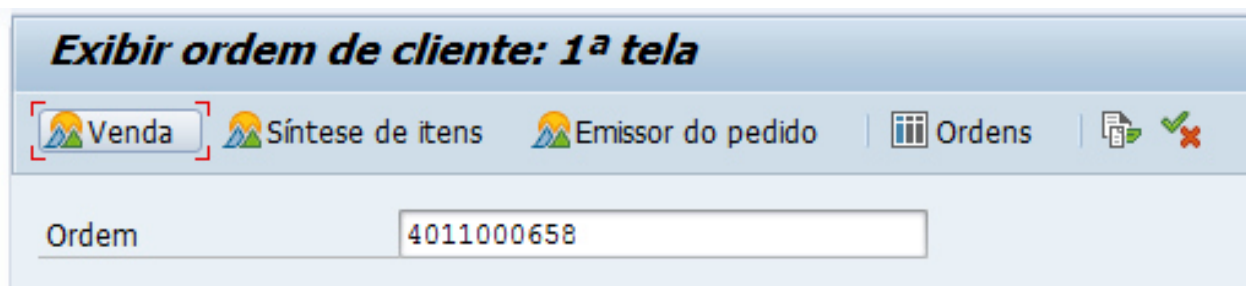 Exibir ordem de cliente: 1ª tela
Venda Síntese de itens Emissor do pedido Ordens
Ordem 4011000658